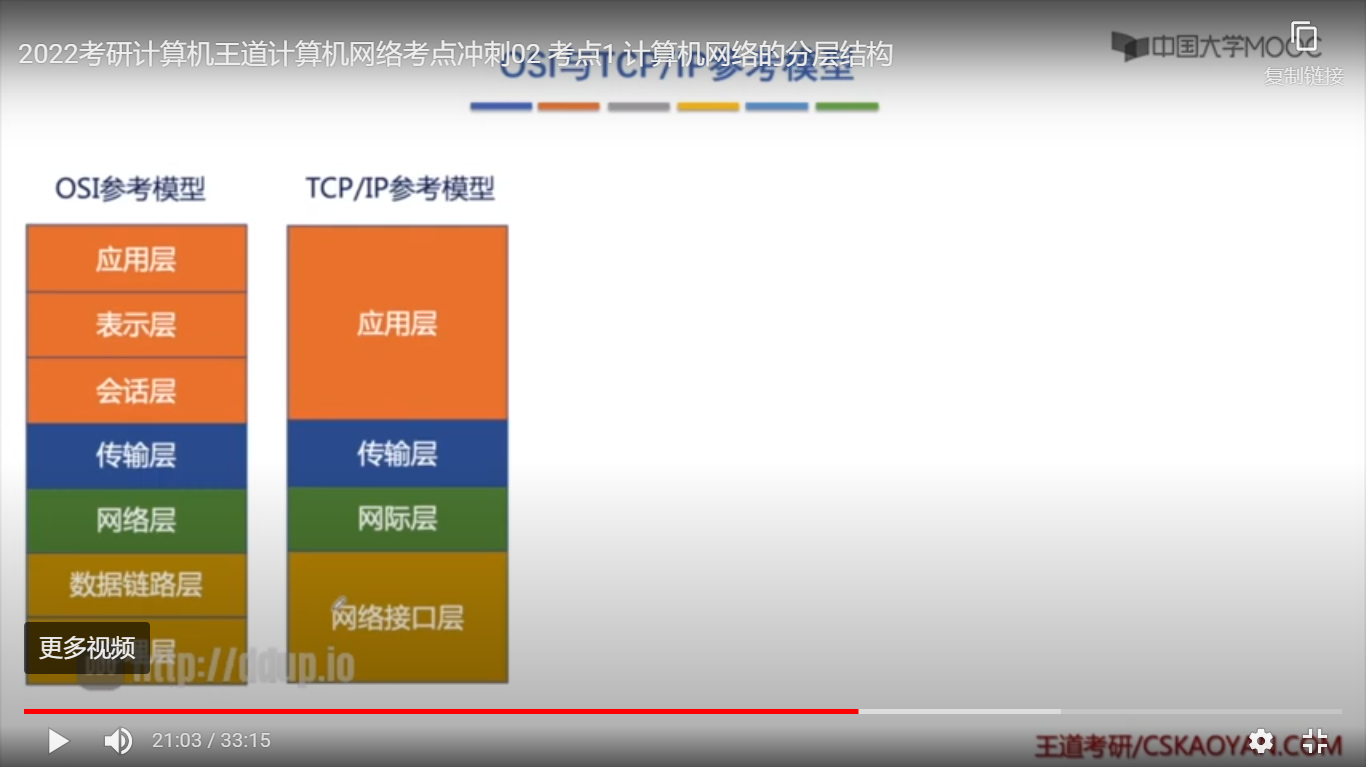 2022考研计算机王道计算机网络考点冲刺02 考点1 计算机网络的分层结构
OSI与TCP/IP参考模型
中国大学MOOC
复制链接
OSI参考模型
TCP/IP参考模型
应用层
表示层
会话层
传输层
网络层
数据链路层
层
应用层
传输层
网际层
网络接口层
更多视频
http://ddup.io
21:03 / 33:15
王道考研/CSKAOYAN.COM